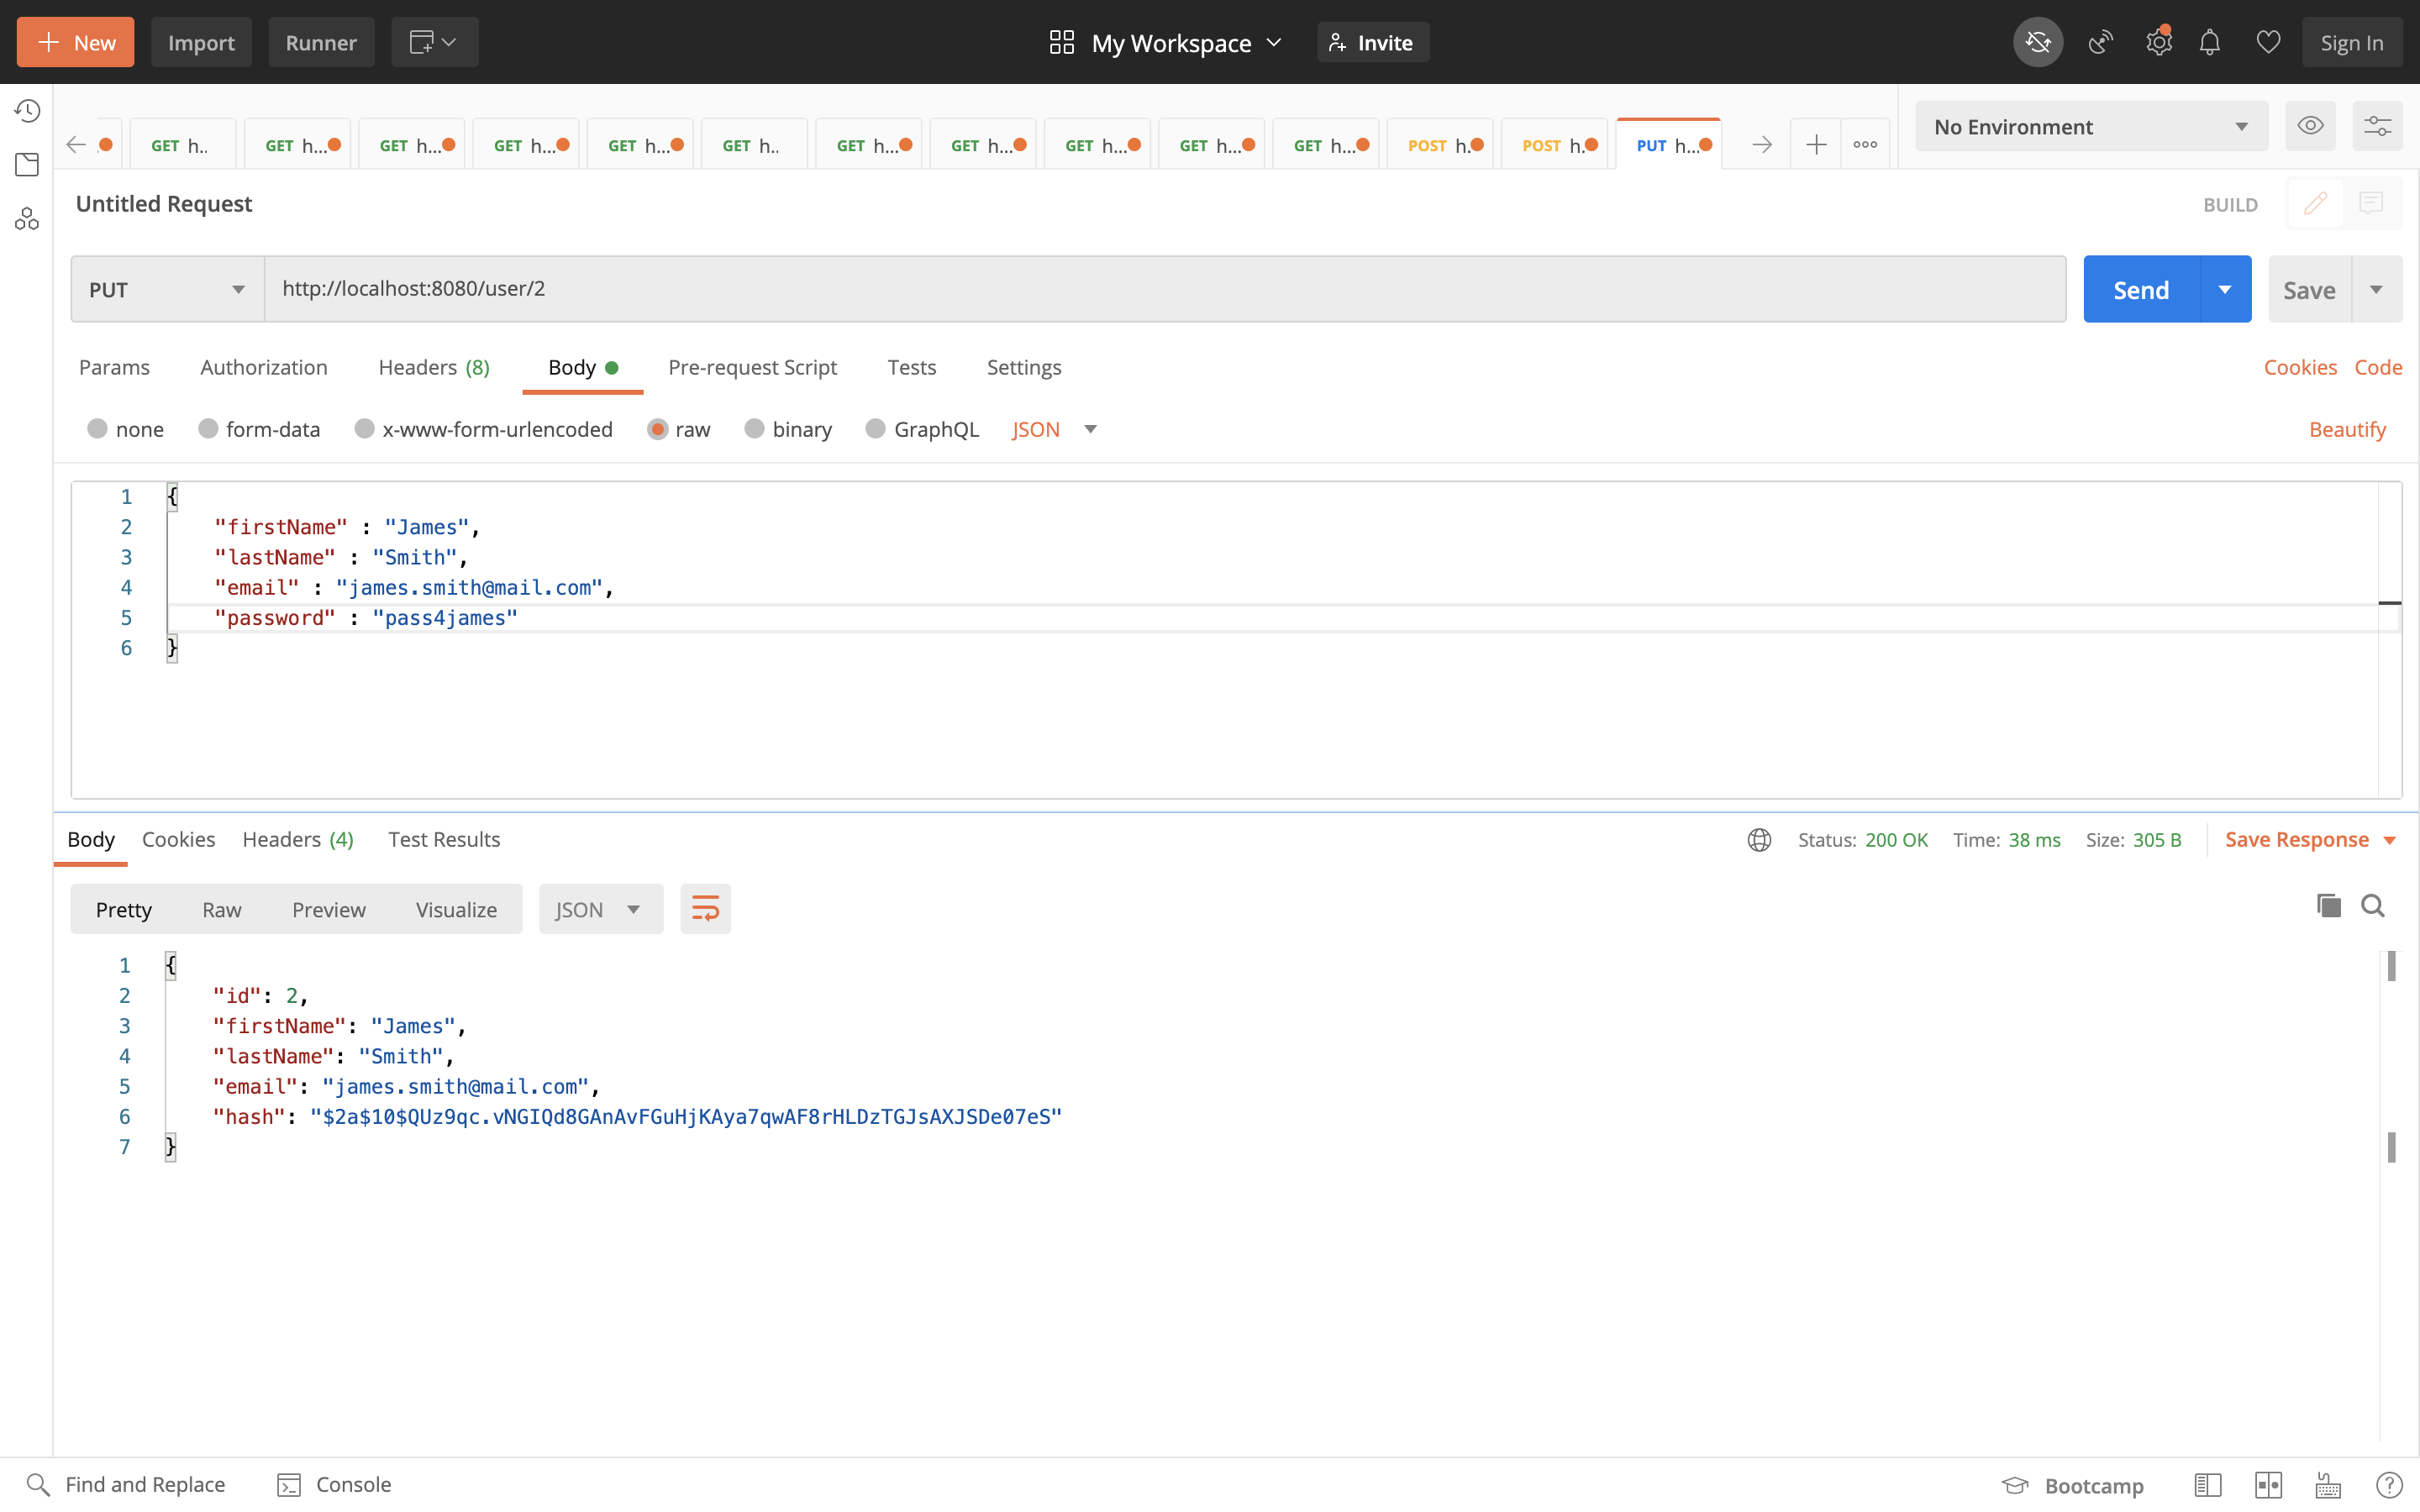 New Import Runner My Workspace Invite Sign In
GET h.. GET h... GET h... GET h... GET h... GET h.. GET h... GET h... GET h... GET h... GET h... POST h. POST h. PUT h... No Environment
Untitled Request BUILD
PUT http://localhost:8080/user/2 Send Save
Params Authorization Headers (8) Body Pre-request Script Tests Settings Cookies Code
none form-data x-www-form-urlencoded raw binary GraphQL JSON Beautify
1 {
2 "firstName" : "James",
3 "lastName" : "Smith",
4 "email" : "james.smith@mail.com",
5 "password" : "pass4james"
6 }
Body Cookies Headers (4) Test Results Status: 200 OK Time: 38 ms Size: 305 B Save Response
Pretty Raw Preview Visualize JSON
1 {
2 "id": 2,
3 "firstName": "James",
4 "lastName": "Smith",
5 "email": "james.smith@mail.com",
6 "hash": "$2a$10$QUz9qc.vNGIQd8GAnAvFGuHjKAya7qwAF8rHLDzTGJsAXJSDe07eS"
7 }
Find and Replace Console Bootcamp